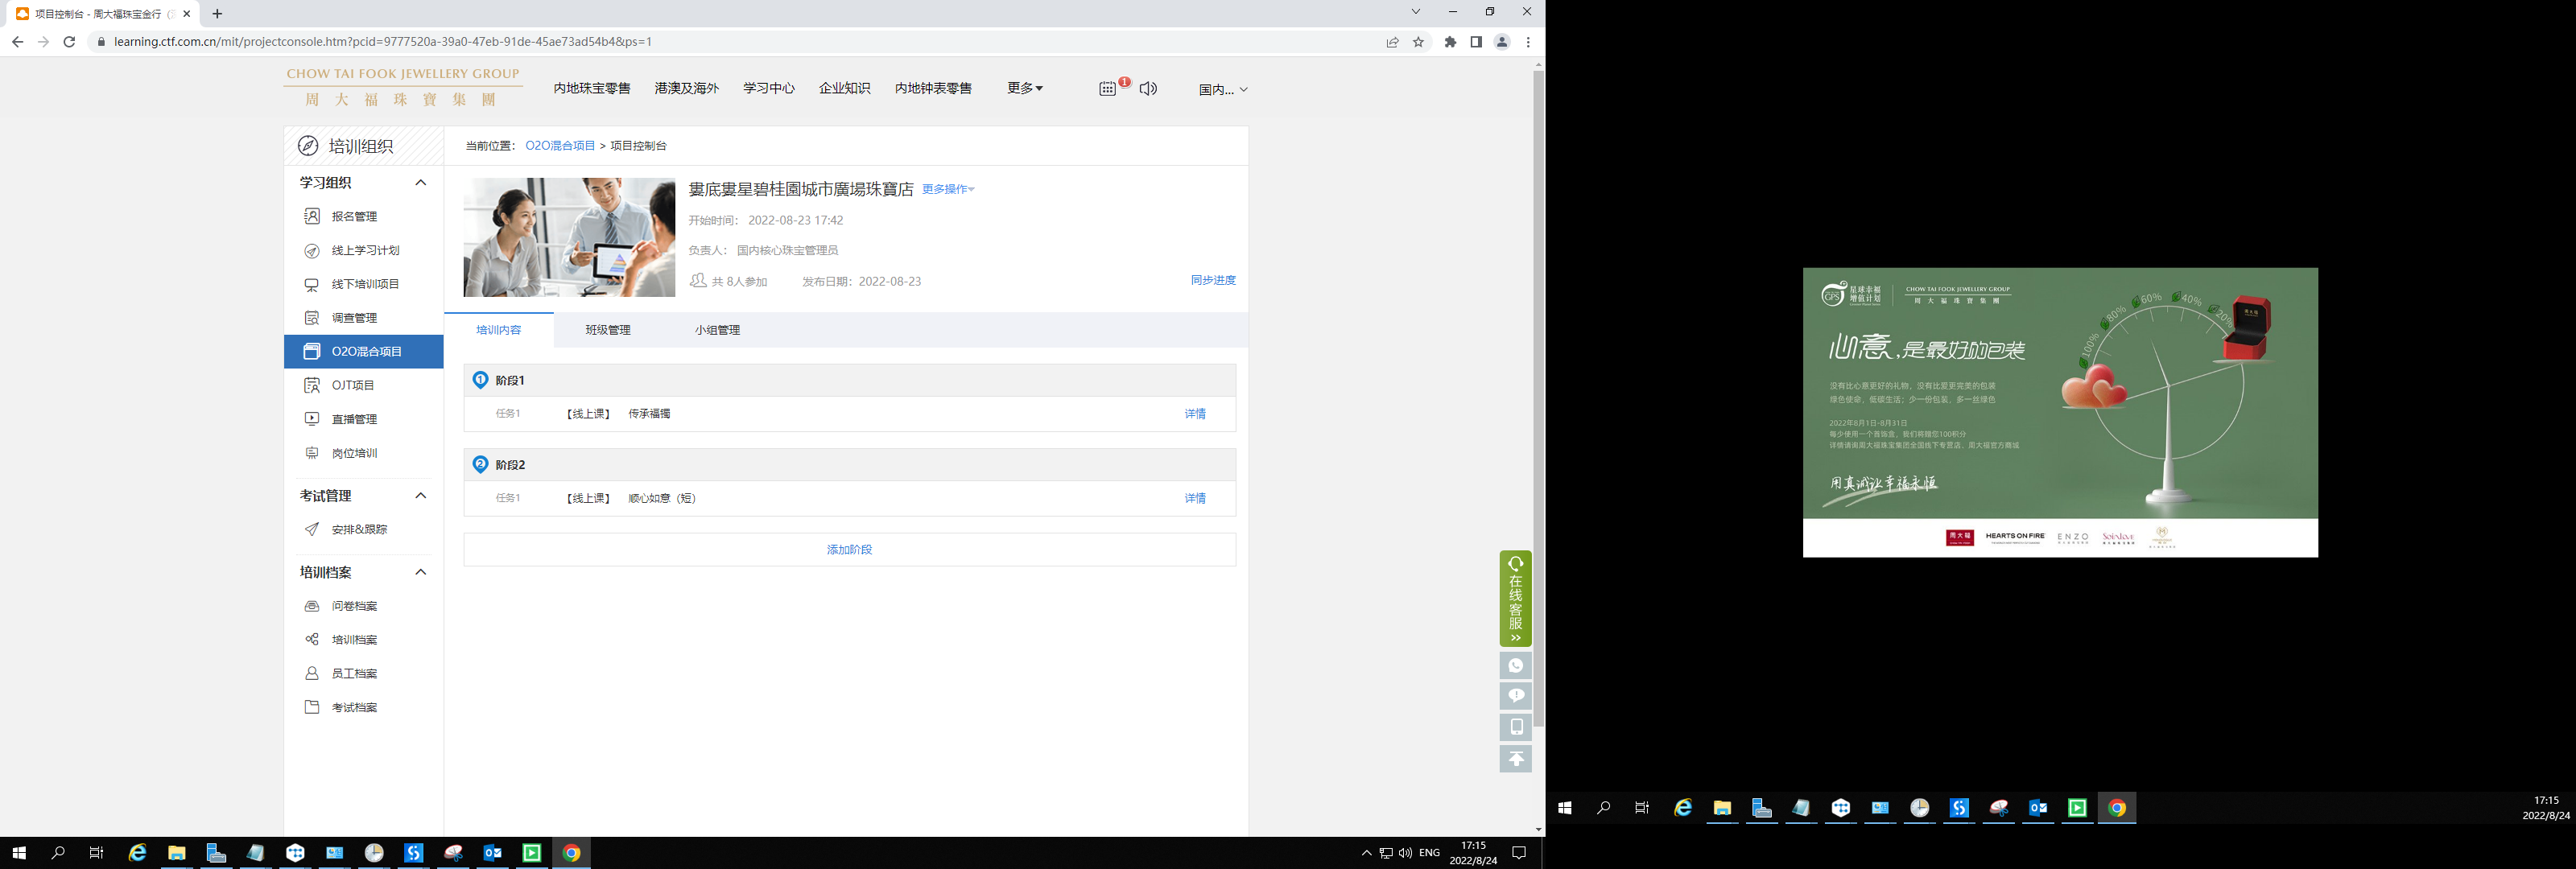 项目控制台 - 周大福珠宝金行
learning.ctf.com.cn/mit/projectconsole.htm?pcid=9777520a-39a0-47eb-91de-45ae73ad54b4&ps=1
CHOW TAI FOOK JEWELLERY GROUP
周大福珠寶集團
内地珠宝零售 港澳及海外 学习中心 企业知识 内地钟表零售 更多 1 国内...
培训组织
学习组织
报名管理
线上学习计划
线下培训项目
调查管理
O2O混合项目
OJT项目
直播管理
岗位培训
考试管理
安排&跟踪
培训档案
问卷档案
培训档案
员工档案
考试档案
当前位置： O2O混合项目 > 项目控制台
婁底婁星碧桂園城市廣場珠寶店 更多操作
开始时间： 2022-08-23 17:42
负责人： 国内核心珠宝管理员
共 8人参加 发布日期：2022-08-23 同步进度
培训内容 班级管理 小组管理
1 阶段1
任务1 【线上课】 传承福镯 详情
2 阶段2
任务1 【线上课】 顺心如意（短） 详情
添加阶段
在线客服
ENG
17:15
2022/8/24
星球幸福
增值计划
CHOW TAI FOOK JEWELLERY GROUP
周大福珠寶集團
心意,是最好的包装
没有比心意更好的礼物，没有比爱更完美的包装
绿色使命，低碳生活；少一份包装，多一丝绿色
2022年8月1日-8月31日
每少使用一个首饰盒，我们将赠您100积分
详情请询周大福珠宝集团全国线下专营店、周大福官方商城
用真诚让幸福永恒
100% 80% 60% 40% 20%
周大福
周大福
HEARTS ON FIRE
ENZO
Soinlove
17:15
2022/8/24